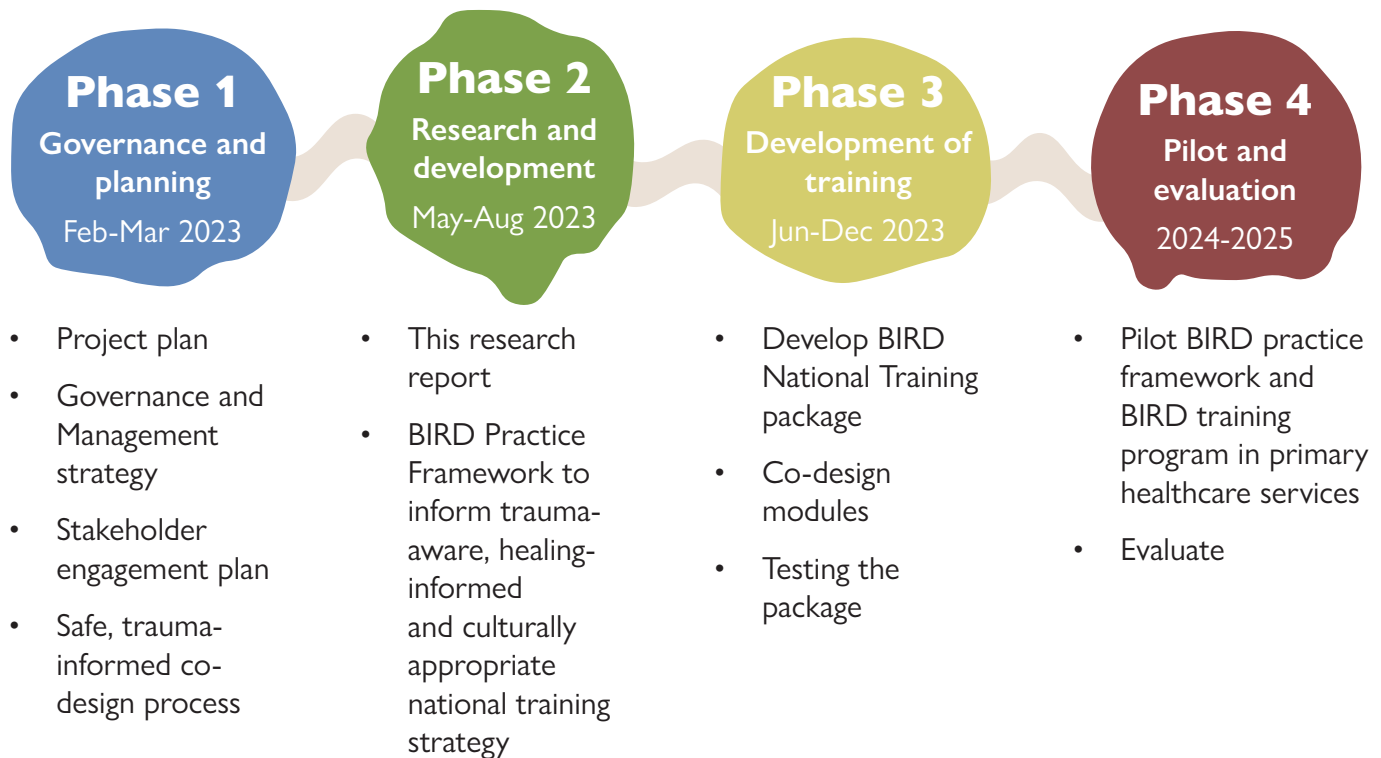 Phase 1
Governance and
planning
Feb-Mar 2023
• Project plan
• Governance and
Management
strategy
• Stakeholder
engagement plan
• Safe, trauma-
informed co-
design process
Phase 2
Research and
development
May-Aug 2023
• This research
report
• BIRD Practice
Framework to
inform trauma-
aware, healing-
informed
and culturally
appropriate
national training
strategy
Phase 3
Development of
training
Jun-Dec 2023
• Develop BIRD
National Training
package
• Co-design
modules
• Testing the
package
Phase 4
Pilot and
evaluation
2024-2025
• Pilot BIRD practice
framework and
BIRD training
program in primary
healthcare services
• Evaluate